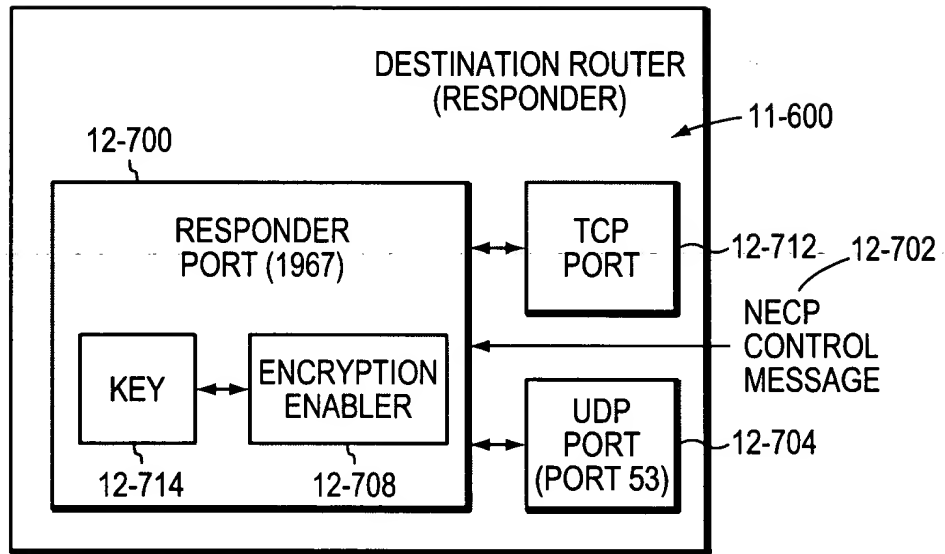 DESTINATION ROUTER
(RESPONDER)
11-600
12-700
RESPONDER
PORT (1967)
TCP
PORT
12-712
12-702
NECP
CONTROL
MESSAGE
KEY
ENCRYPTION
ENABLER
UDP
PORT
(PORT 53)
12-704
12-714
12-708